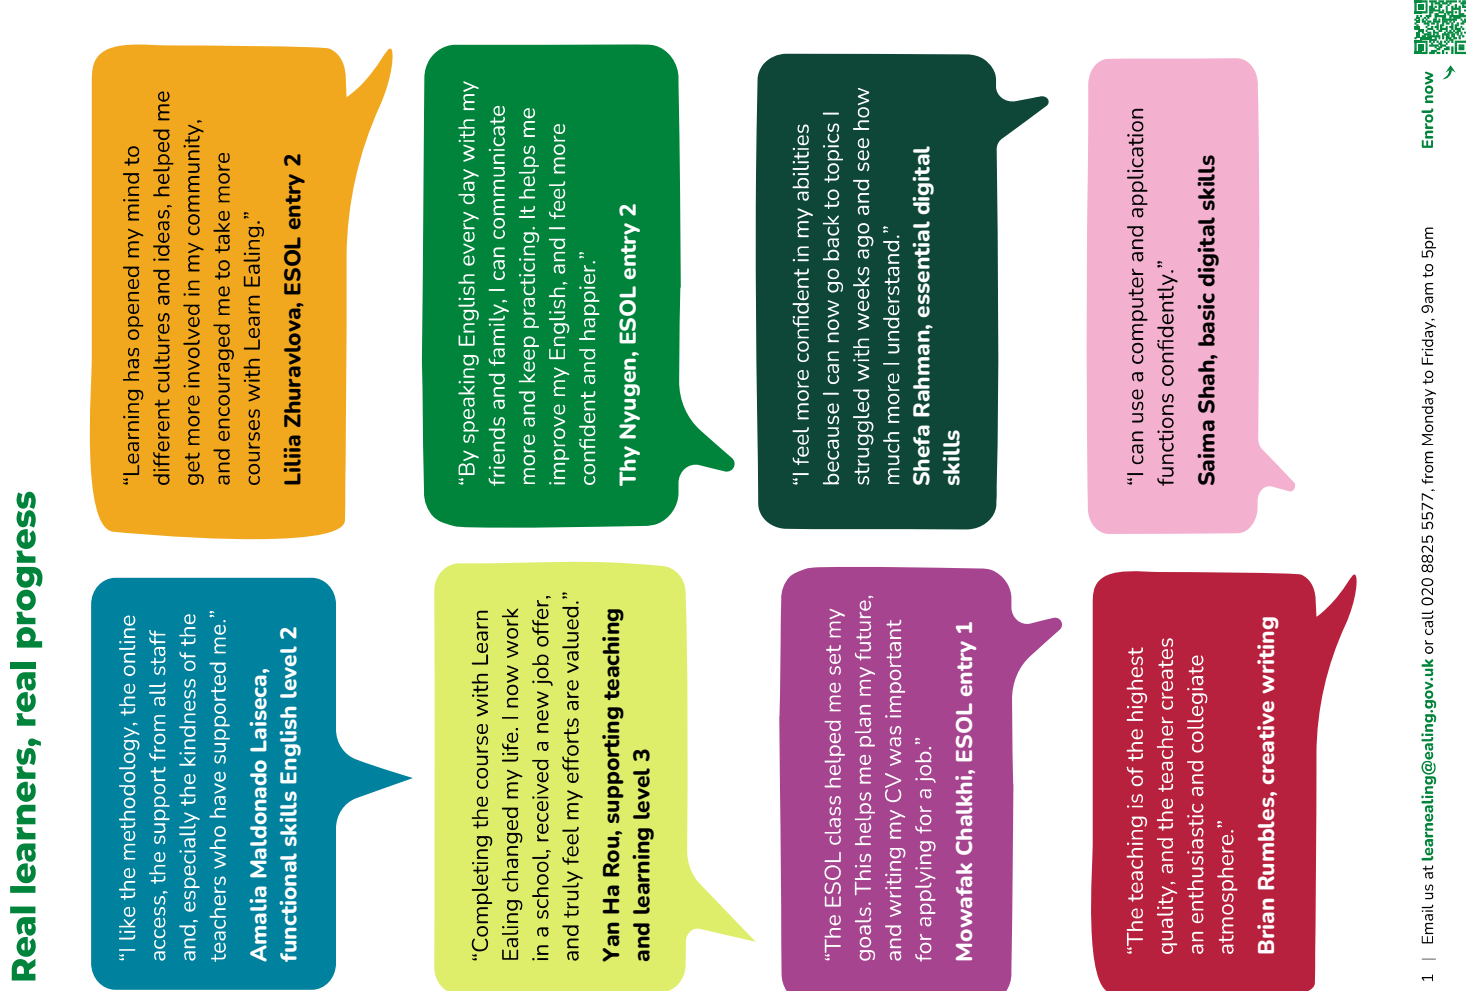 Real learners, real progress
“I like the methodology, the online
access, the support from all staff
and, especially the kindness of the
teachers who have supported me.”
Amalia Maldonado Laiseca,
functional skills English level 2
“Learning has opened my mind to
different cultures and ideas, helped me
get more involved in my community,
and encouraged me to take more
courses with Learn Ealing.”
Liliia Zhuravlova, ESOL entry 2
“Completing the course with Learn
Ealing changed my life. I now work
in a school, received a new job offer,
and truly feel my efforts are valued.”
Yan Ha Rou, supporting teaching
and learning level 3
“By speaking English every day with my
friends and family, I can communicate
more and keep practicing. It helps me
improve my English, and I feel more
confident and happier.”
Thy Nyugen, ESOL entry 2
“The ESOL class helped me set my
goals. This helps me plan my future,
and writing my CV was important
for applying for a job.”
Mowafak Chalkhi, ESOL entry 1
“I feel more confident in my abilities
because I can now go back to topics I
struggled with weeks ago and see how
much more I understand.”
Shefa Rahman, essential digital
skills
“The teaching is of the highest
quality, and the teacher creates
an enthusiastic and collegiate
atmosphere.”
Brian Rumbles, creative writing
“I can use a computer and application
functions confidently.”
Saima Shah, basic digital skills
1 | Email us at learnealing@ealing.gov.uk or call 020 8825 5577, from Monday to Friday, 9am to 5pm
Enrol now